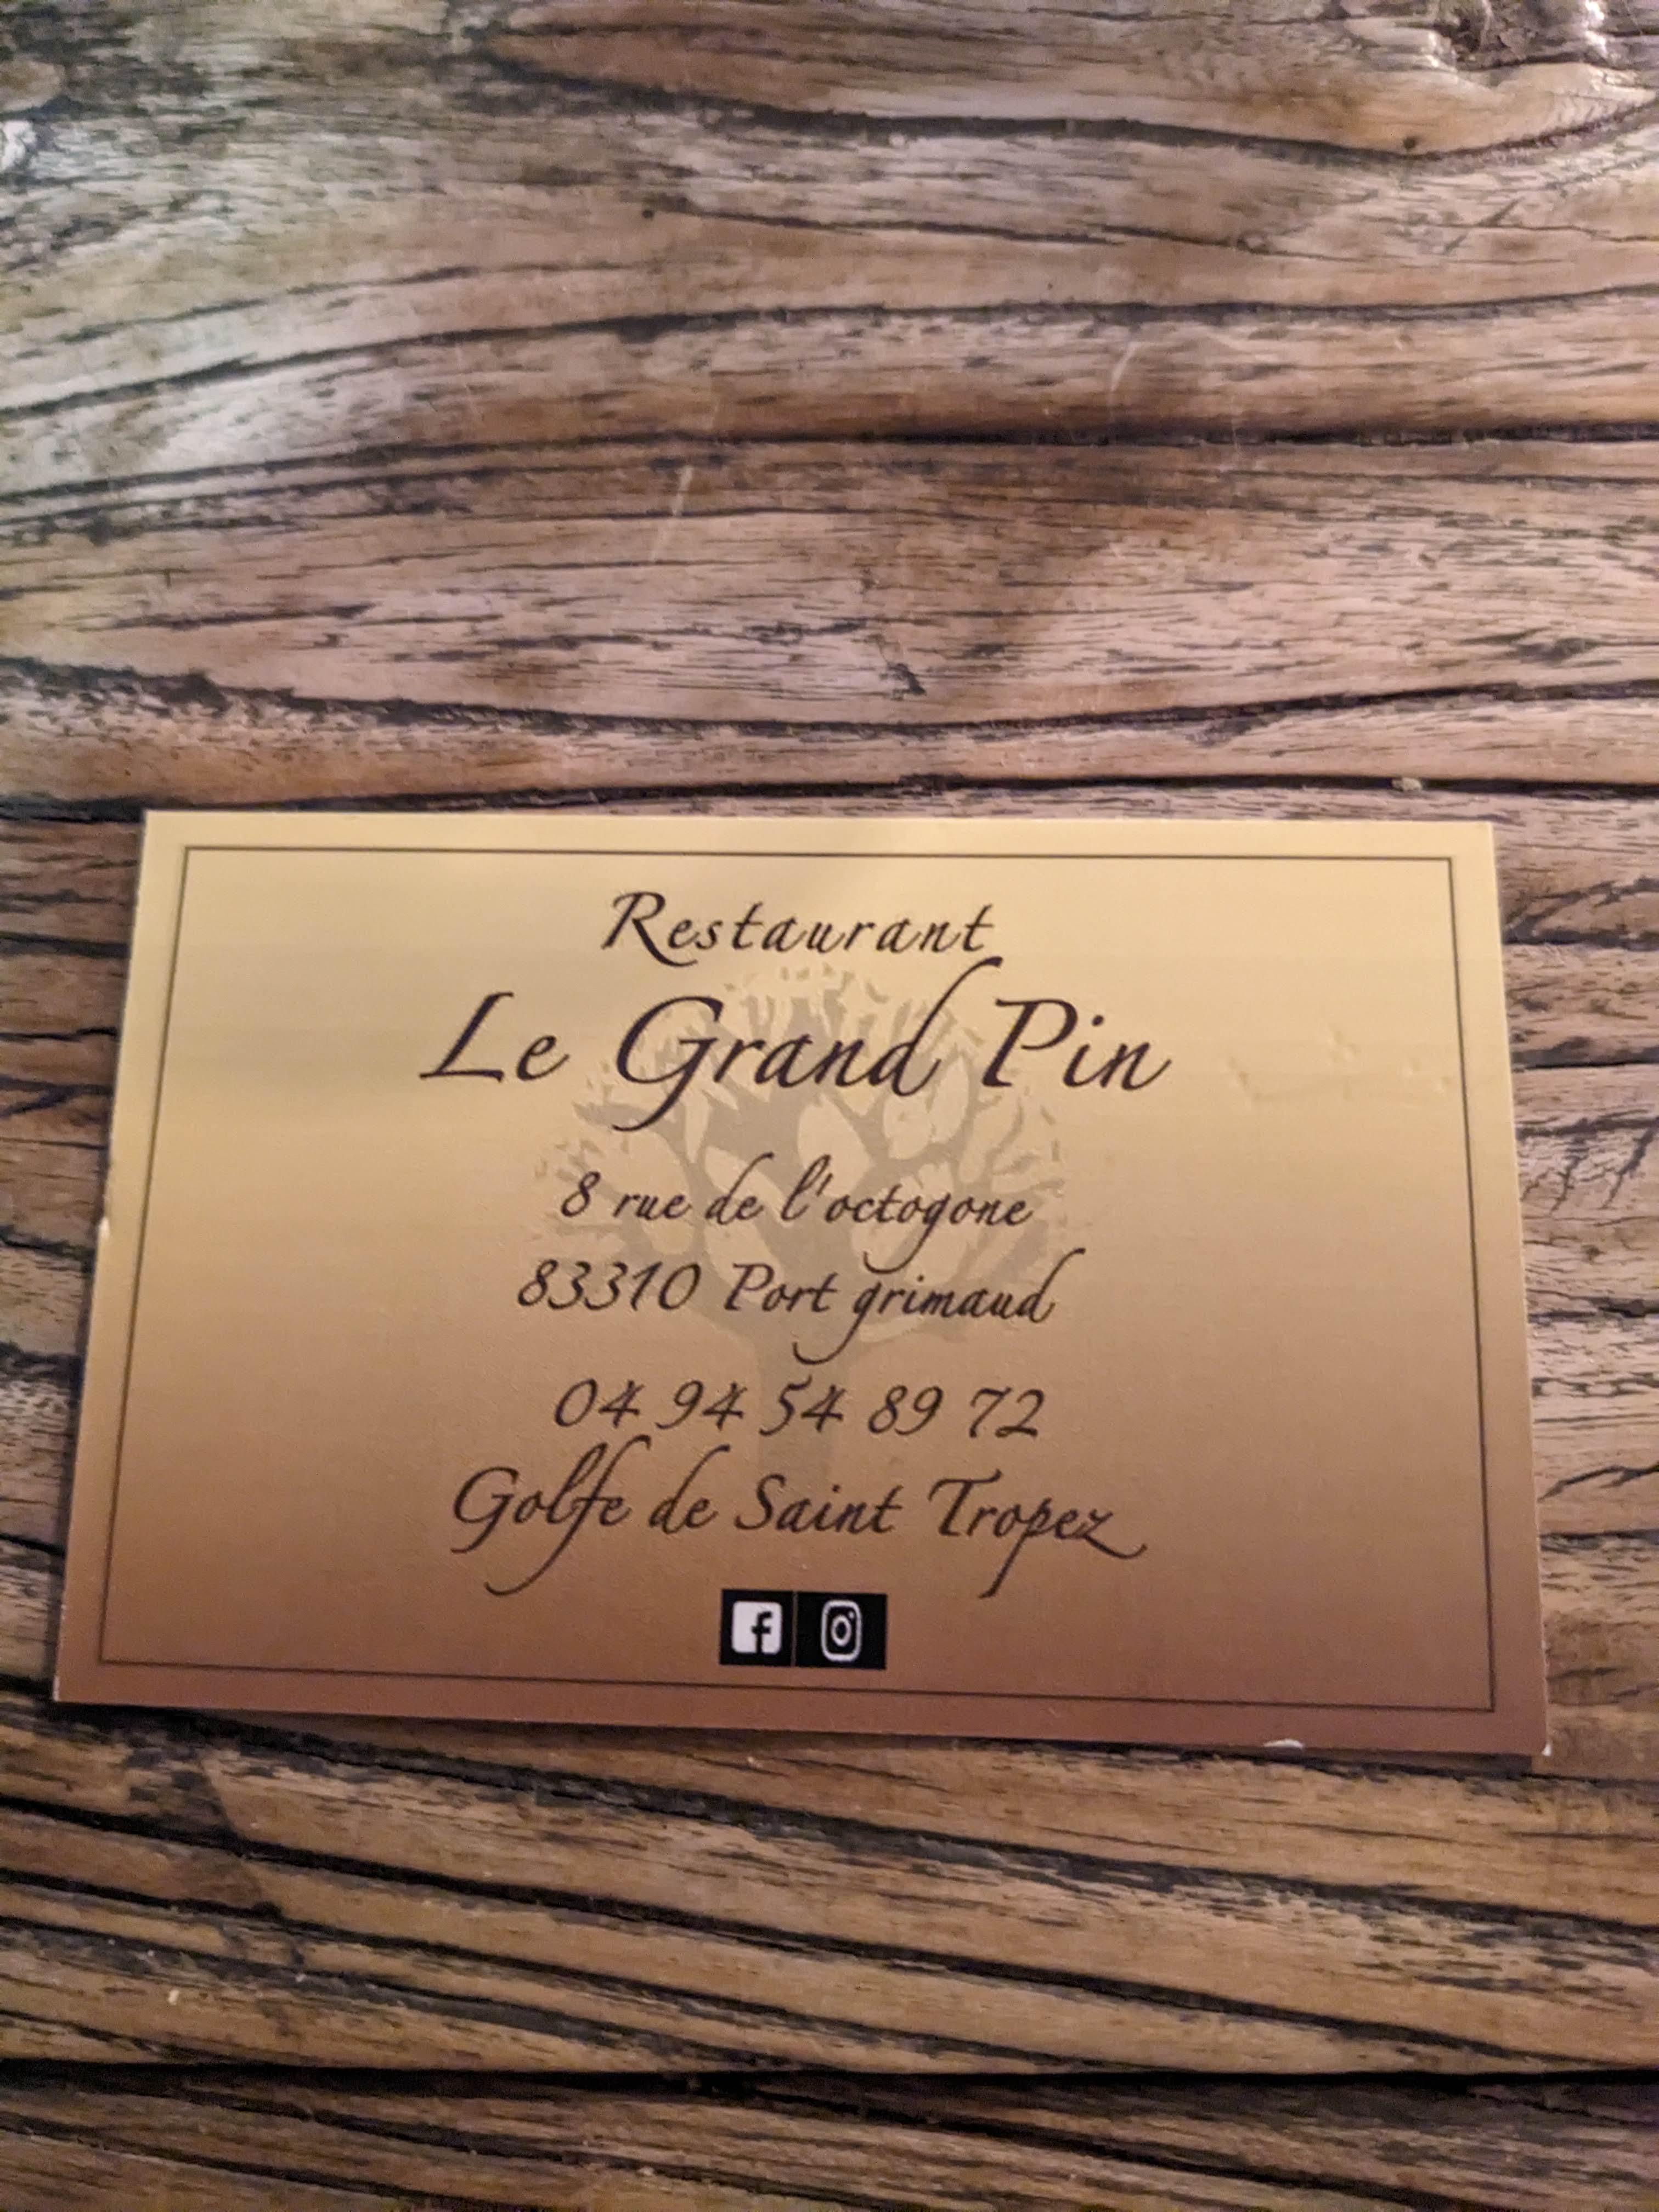 Restaurant
Le Grand Pin
8 rue de l'octogone
83310 Port grimaud
04 94 54 89 72
Golfe de Saint Tropez